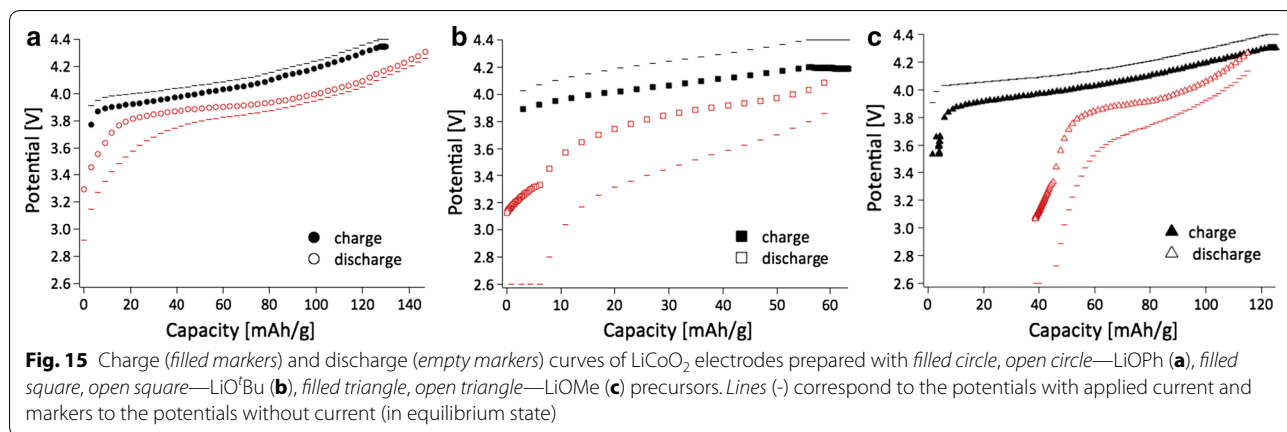 a
4.4
4.2
4.0
3.8
3.6
3.4
3.2
3.0
2.8
2.6
Potential [V]
charge
discharge
0 20 40 60 80 100 120 140
Capacity [mAh/g]
b
4.4
4.2
4.0
3.8
3.6
3.4
3.2
3.0
2.8
2.6
Potential [V]
charge
discharge
0 10 20 30 40 50 60
Capacity [mAh/g]
c
4.4
4.2
4.0
3.8
3.6
3.4
3.2
3.0
2.8
2.6
Potential [V]
charge
discharge
0 20 40 60 80 100 120
Capacity [mAh/g]
Fig. 15 Charge (filled markers) and discharge (empty markers) curves of LiCoO₂ electrodes prepared with filled circle, open circle—LiOPh (a), filled
square, open square—LiOᵗBu (b), filled triangle, open triangle—LiOMe (c) precursors. Lines (-) correspond to the potentials with applied current and
markers to the potentials without current (in equilibrium state)